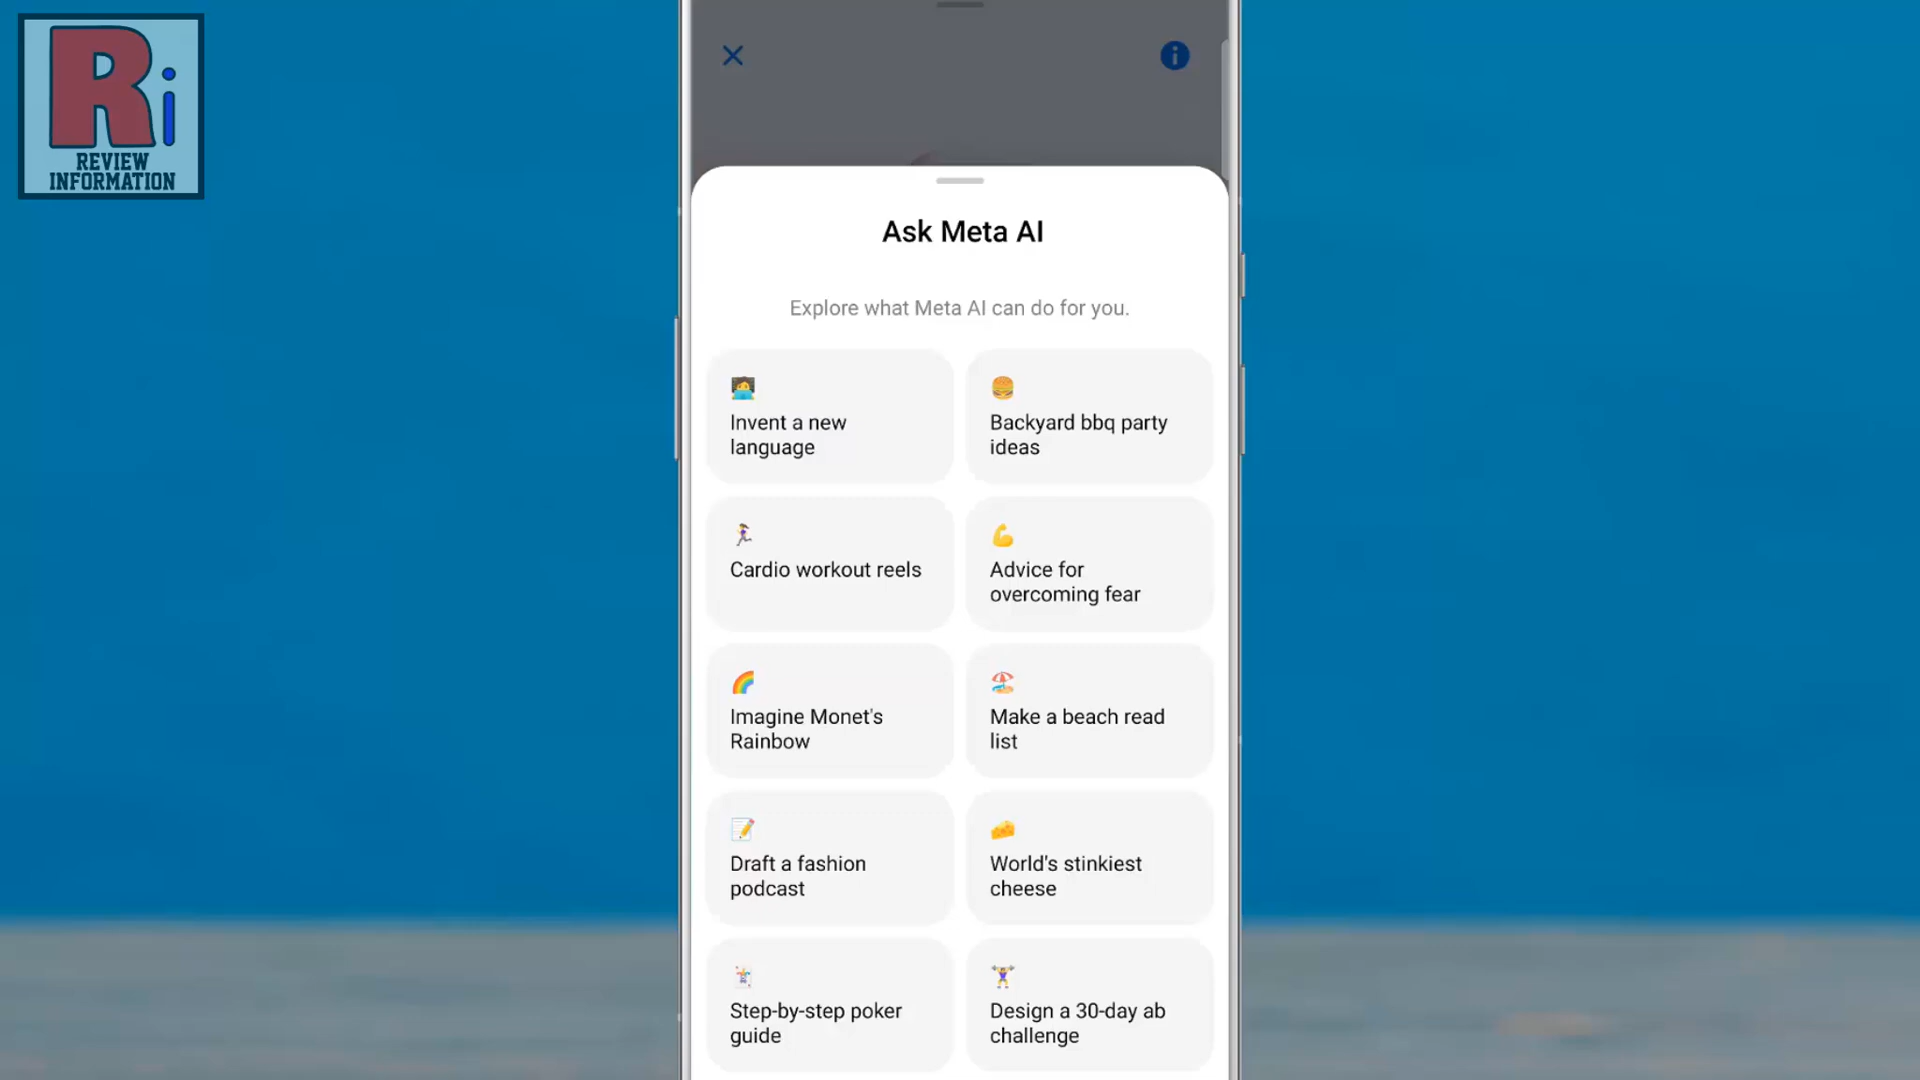 Ri
REVIEW
INFORMATION
Ask Meta AI
Explore what Meta AI can do for you.
Invent a new
language
Backyard bbq party
ideas
Cardio workout reels
Advice for
overcoming fear
Imagine Monet's
Rainbow
Make a beach read
list
Draft a fashion
podcast
World's stinkiest
cheese
Step-by-step poker
guide
Design a 30-day ab
challenge